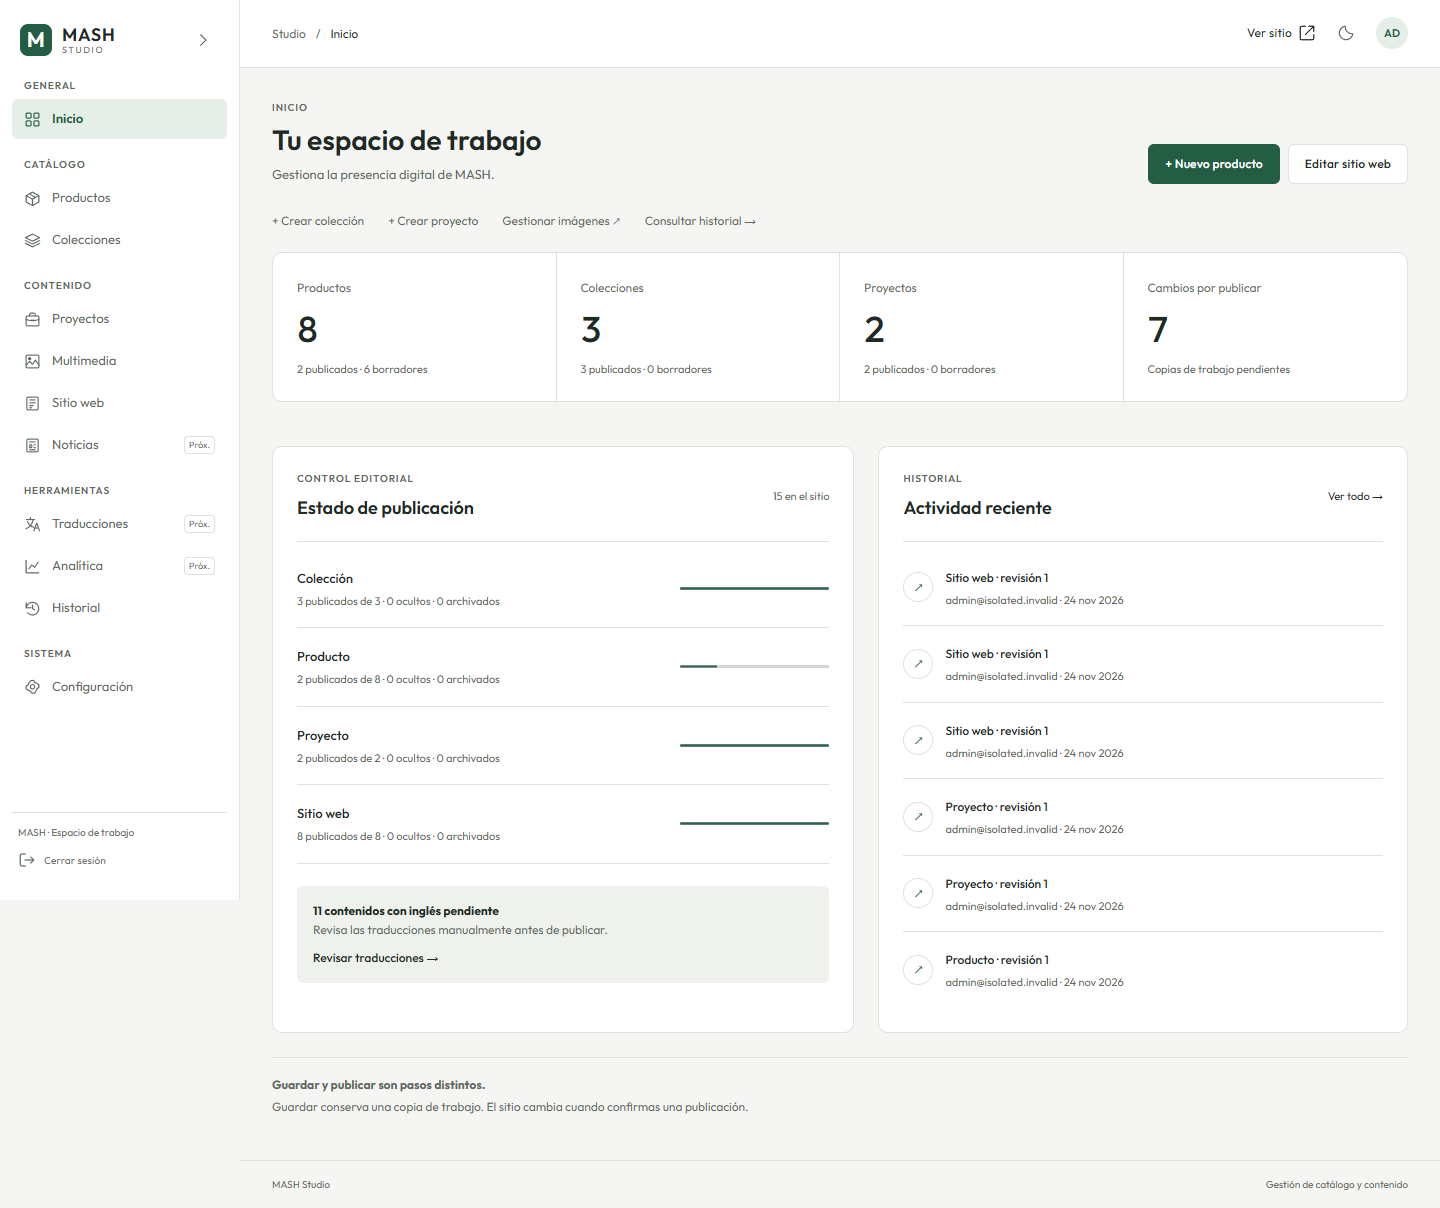 M MASH
STUDIO
GENERAL
Inicio
CATÁLOGO
Productos
Colecciones
CONTENIDO
Proyectos
Multimedia
Sitio web
Noticias Próx.
HERRAMIENTAS
Traducciones Próx.
Analítica Próx.
Historial
SISTEMA
Configuración
MASH · Espacio de trabajo
Cerrar sesión
Studio / Inicio
Ver sitio
AD
INICIO
Tu espacio de trabajo
Gestiona la presencia digital de MASH.
+ Nuevo producto
Editar sitio web
+ Crear colección + Crear proyecto Gestionar imágenes ↗ Consultar historial →
Productos
8
2 publicados · 6 borradores
Colecciones
3
3 publicados · 0 borradores
Proyectos
2
2 publicados · 0 borradores
Cambios por publicar
7
Copias de trabajo pendientes
CONTROL EDITORIAL
Estado de publicación
15 en el sitio
Colección
3 publicados de 3 · 0 ocultos · 0 archivados
Producto
2 publicados de 8 · 0 ocultos · 0 archivados
Proyecto
2 publicados de 2 · 0 ocultos · 0 archivados
Sitio web
8 publicados de 8 · 0 ocultos · 0 archivados
11 contenidos con inglés pendiente
Revisa las traducciones manualmente antes de publicar.
Revisar traducciones →
HISTORIAL
Actividad reciente
Ver todo →
↗ Sitio web · revisión 1
admin@isolated.invalid · 24 nov 2026
↗ Sitio web · revisión 1
admin@isolated.invalid · 24 nov 2026
↗ Sitio web · revisión 1
admin@isolated.invalid · 24 nov 2026
↗ Proyecto · revisión 1
admin@isolated.invalid · 24 nov 2026
↗ Proyecto · revisión 1
admin@isolated.invalid · 24 nov 2026
↗ Producto · revisión 1
admin@isolated.invalid · 24 nov 2026
Guardar y publicar son pasos distintos.
Guardar conserva una copia de trabajo. El sitio cambia cuando confirmas una publicación.
MASH Studio
Gestión de catálogo y contenido